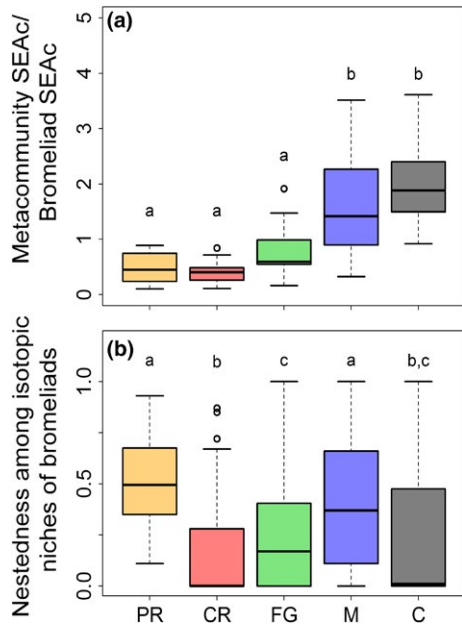 (a)
Metacommunity SEAc/
Bromeliad SEAc
5
4
3
2
1
0
a
a
a
b
b
(b)
Nestedness among isotopic
niches of bromeliads
1.0
0.5
0.0
a
b
c
a
b,c
PR CR FG M C